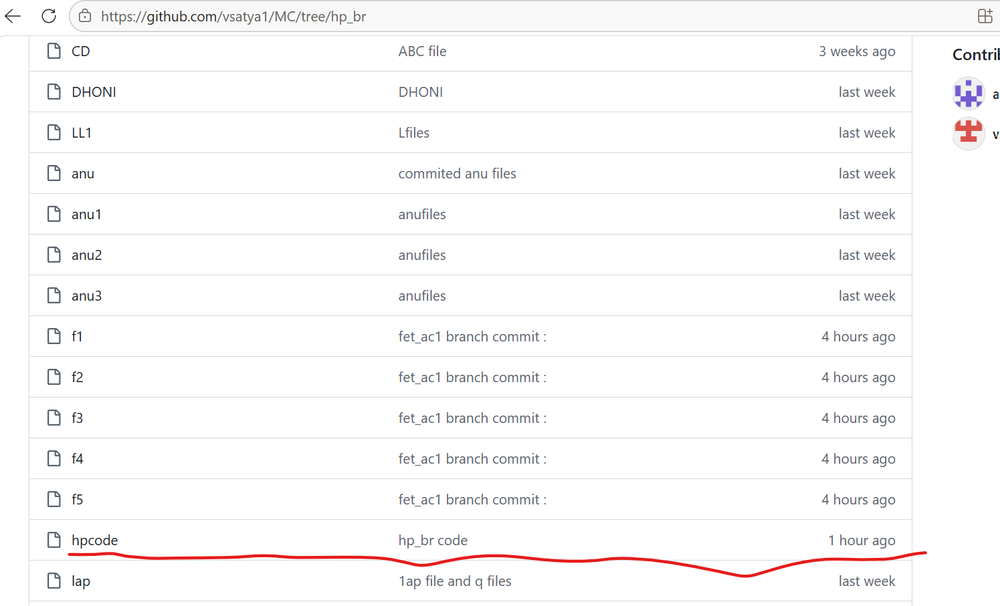 https://github.com/vsatya1/MC/tree/hp_br
CD ABC file 3 weeks ago
DHONI DHONI last week
LL1 Lfiles last week
anu commited anu files last week
anu1 anufiles last week
anu2 anufiles last week
anu3 anufiles last week
f1 fet_ac1 branch commit : 4 hours ago
f2 fet_ac1 branch commit : 4 hours ago
f3 fet_ac1 branch commit : 4 hours ago
f4 fet_ac1 branch commit : 4 hours ago
f5 fet_ac1 branch commit : 4 hours ago
hpcode hp_br code 1 hour ago
lap 1ap file and q files last week
Contri
a
v